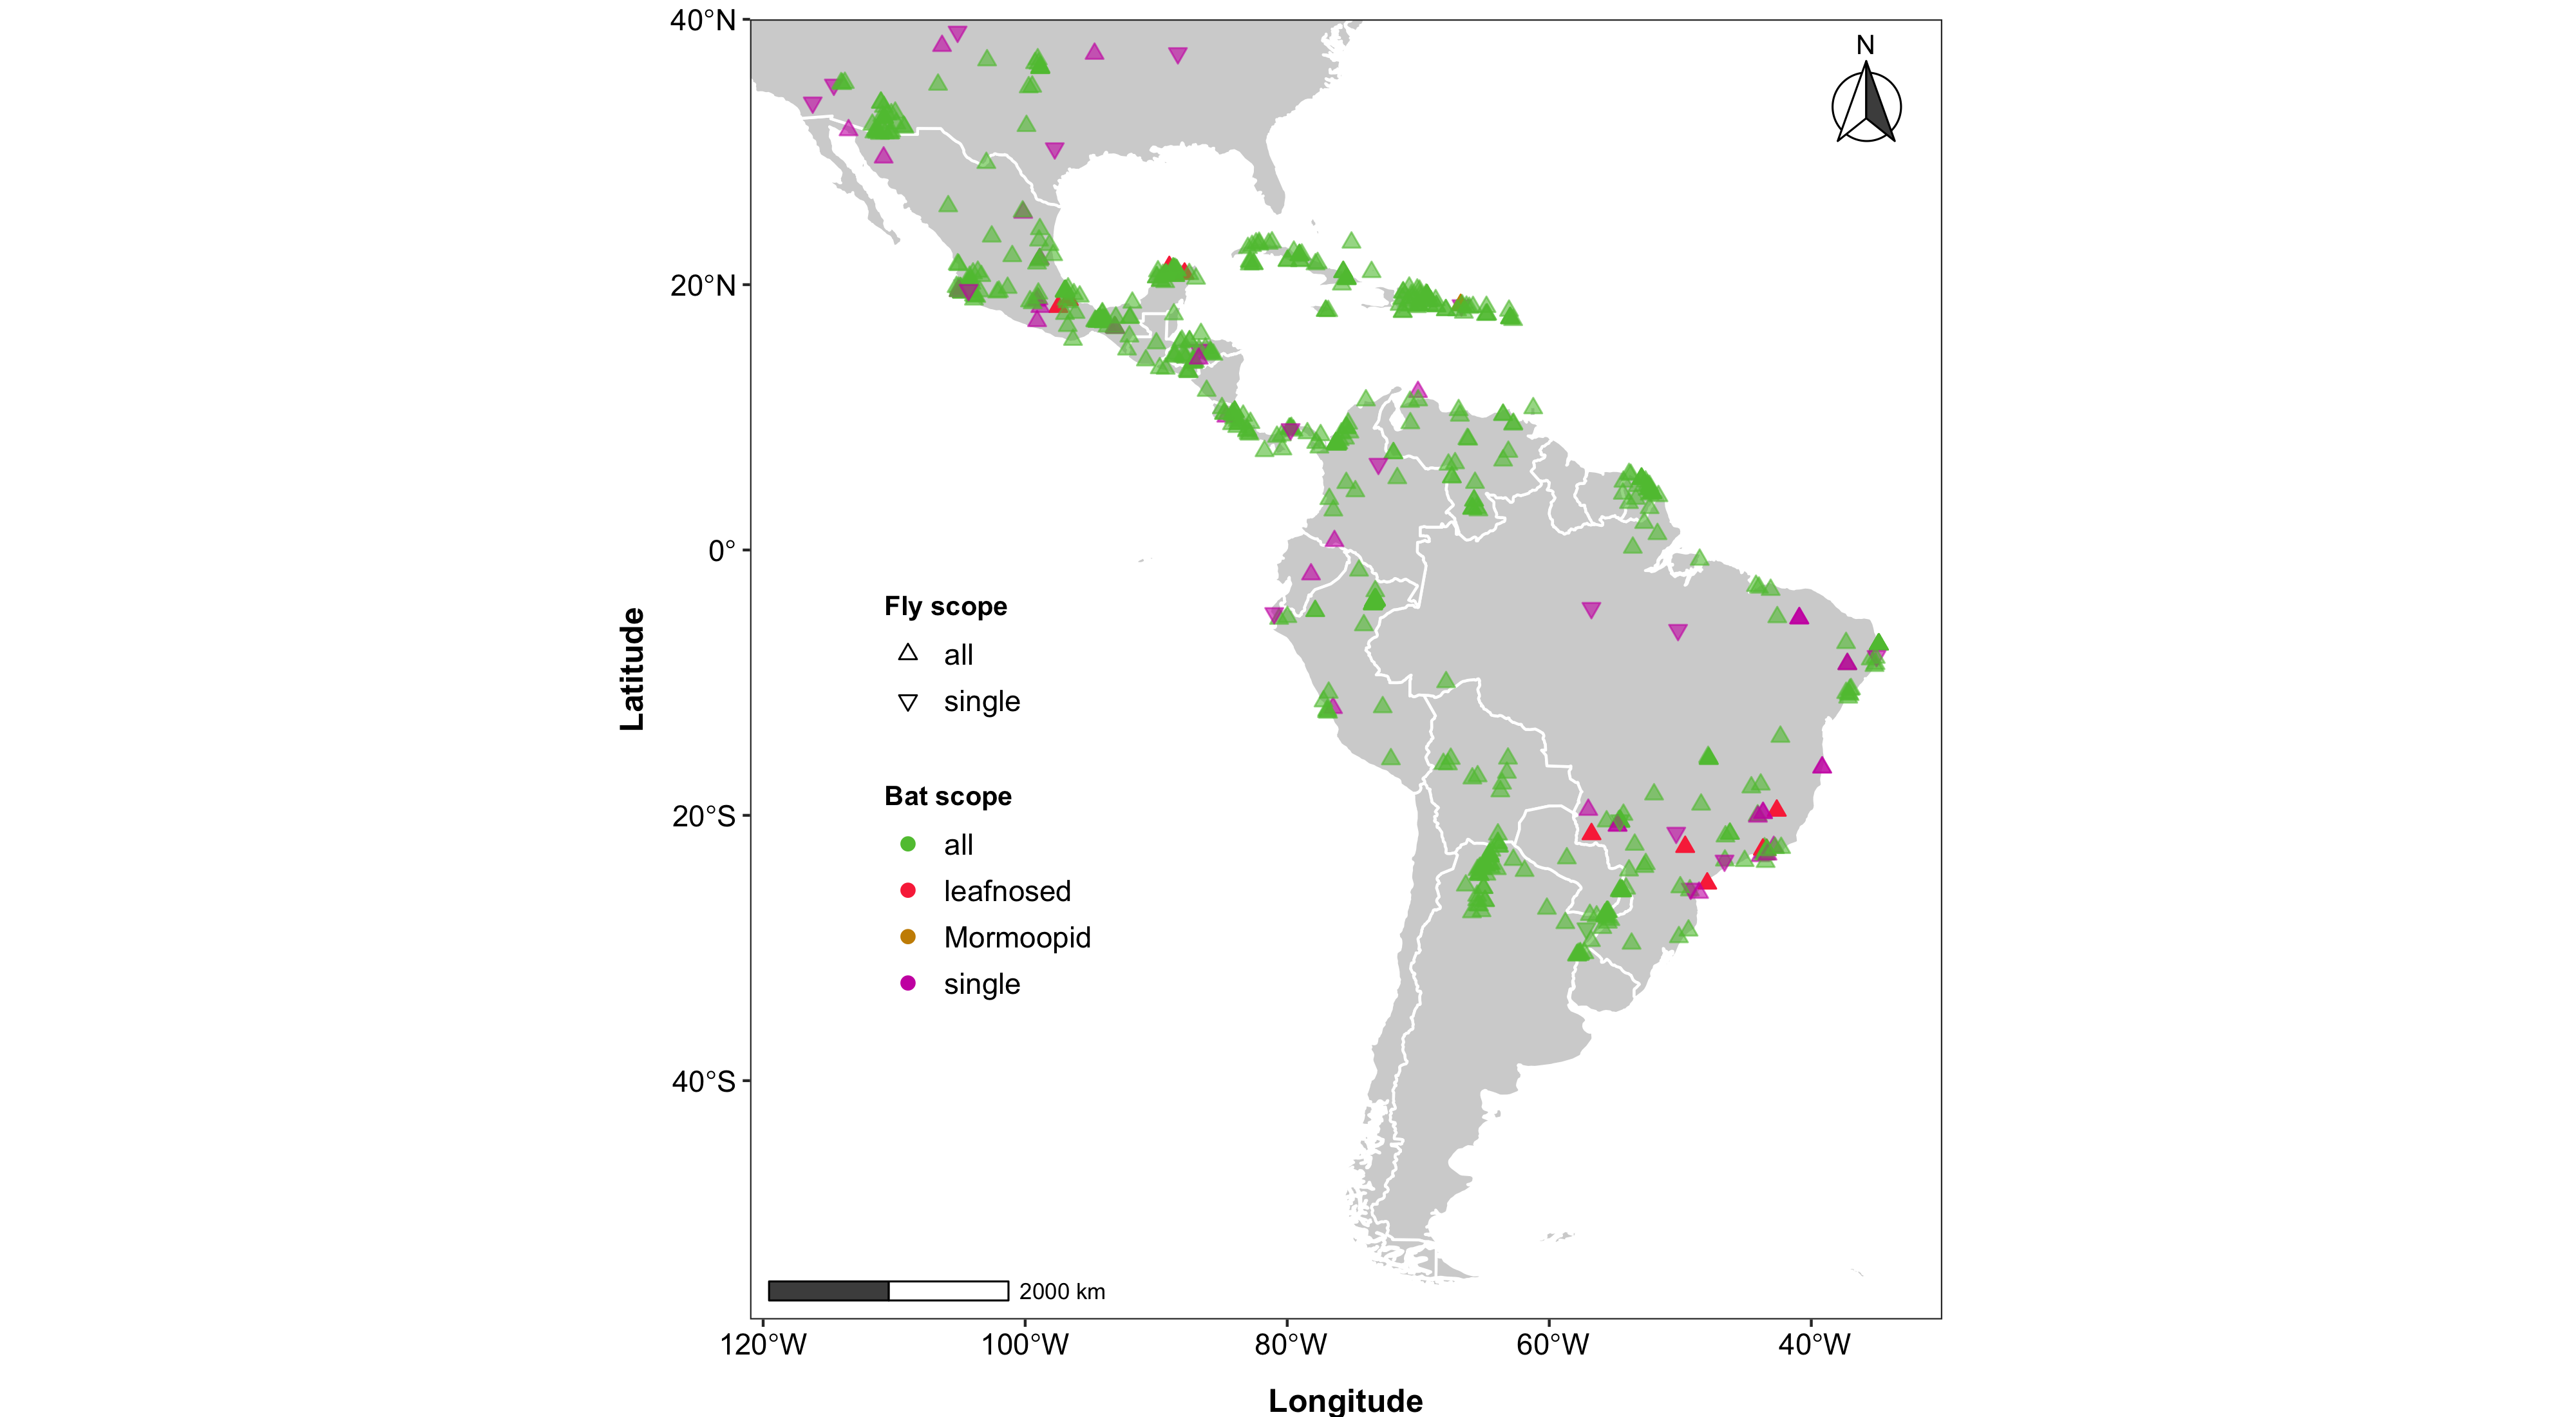 40°N
20°N
0°
20°S
40°S
Latitude
N
Fly scope
all
single
Bat scope
all
leafnosed
Mormoopid
single
2000 km
120°W
100°W
80°W
60°W
40°W
Longitude